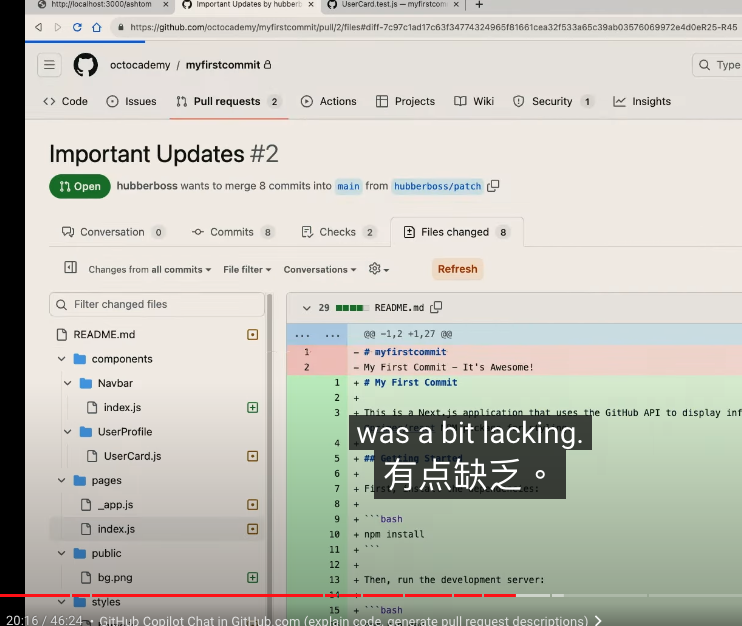 http://localhost:3000/ashtom
Important Updates by hubberb
UserCard.test.js — myfirstcom
https://github.com/octocademy/myfirstcommit/pull/2/files#diff-7c97c1ad17c63f34774324965f81661cea32f533a65c39ab03576069972e4d0eR25-R45
octocademy / myfirstcommit
Type
Code
Issues
Pull requests 2
Actions
Projects
Wiki
Security 1
Insights
Important Updates #2
Open hubberboss wants to merge 8 commits into main from hubberboss/patch
Conversation 0
Commits 8
Checks 2
Files changed 8
Changes from all commits
File filter
Conversations
Refresh
Filter changed files
README.md
components
Navbar
index.js
UserProfile
UserCard.js
pages
_app.js
index.js
public
bg.png
styles
29 README.md
... ... @@ -1,2 +1,27 @@
1 - # myfirstcommit
2 - My First Commit - It's Awesome!
1 + # My First Commit
2 +
3 + This is a Next.js application that uses the GitHub API to display inf
4
5 + ## Getting Started
6 +
7 + First,
8 +
9 + ```bash
10 + npm install
11 + ```
12 +
13 + Then, run the development server:
14 +
15 + ```bash
was a bit lacking.
有点缺乏。
20:16 / 46:24 • GitHub Copilot Chat in GitHub.com (explain code, generate pull request descriptions)